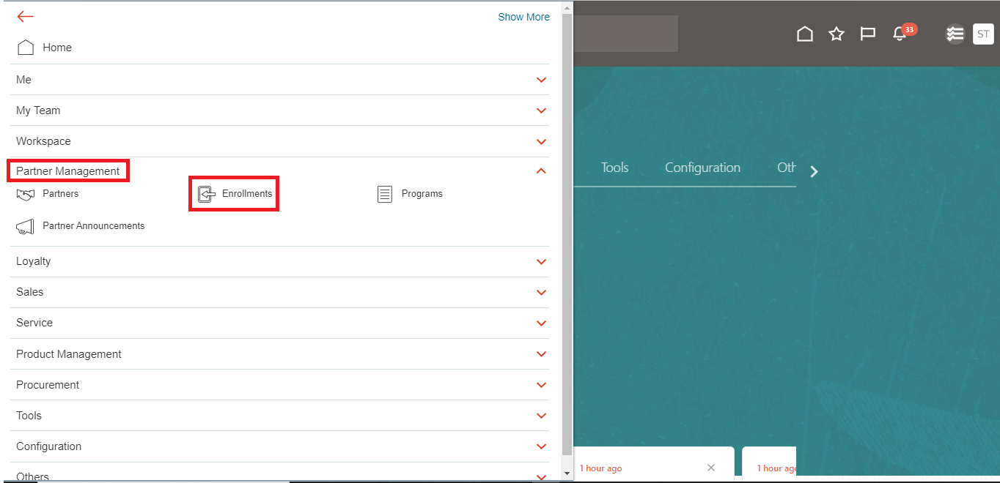 Show More
Home
Me
My Team
Workspace
Partner Management
Partners
Enrollments
Programs
Partner Announcements
Loyalty
Sales
Service
Product Management
Procurement
Tools
Configuration
Others
33
ST
Tools
Configuration
Oth
1 hour ago
1 hour ago